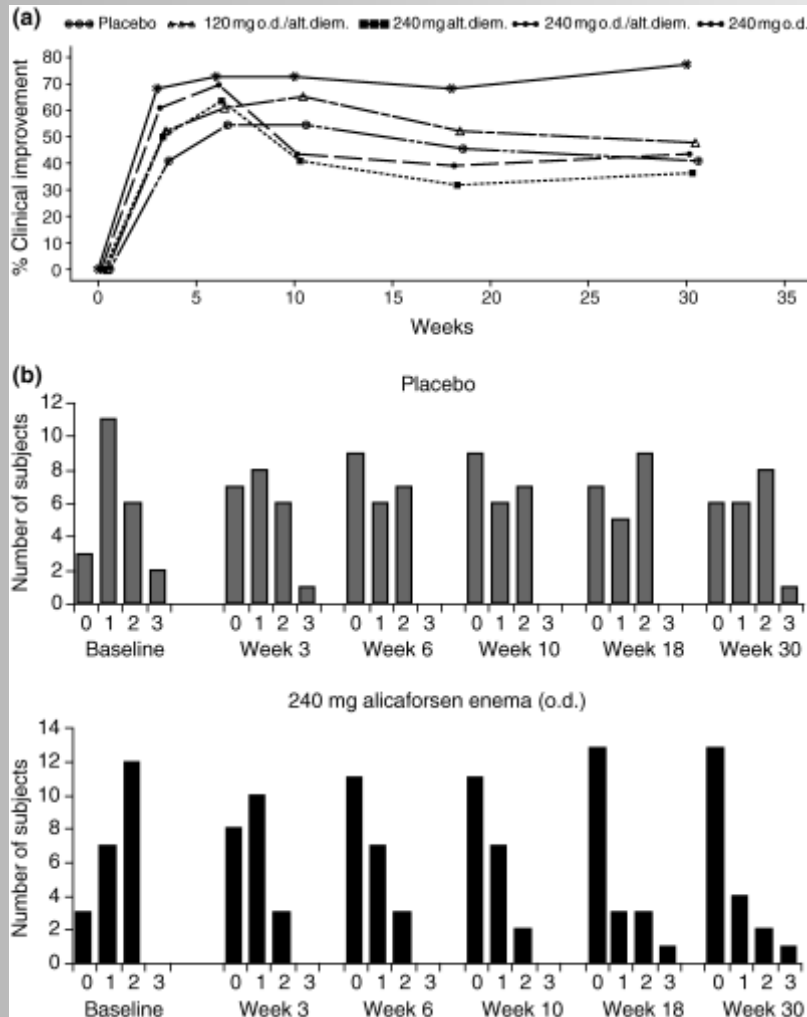 (a) Placebo 120 mg o.d./alt.diem. 240 mg alt.diem. 240 mg o.d./alt.diem. 240 mg o.d.
80
70
60
50
40
30
20
10
0
% Clinical improvement
0 5 10 15 20 25 30 35
Weeks
(b)
Placebo
12
10
8
6
4
2
0
Number of subjects
0 1 2 3 0 1 2 3 0 1 2 3 0 1 2 3 0 1 2 3 0 1 2 3
Baseline Week 3 Week 6 Week 10 Week 18 Week 30
240 mg alicaforsen enema (o.d.)
14
12
10
8
6
4
2
0
Number of subjects
0 1 2 3 0 1 2 3 0 1 2 3 0 1 2 3 0 1 2 3 0 1 2 3
Baseline Week 3 Week 6 Week 10 Week 18 Week 30